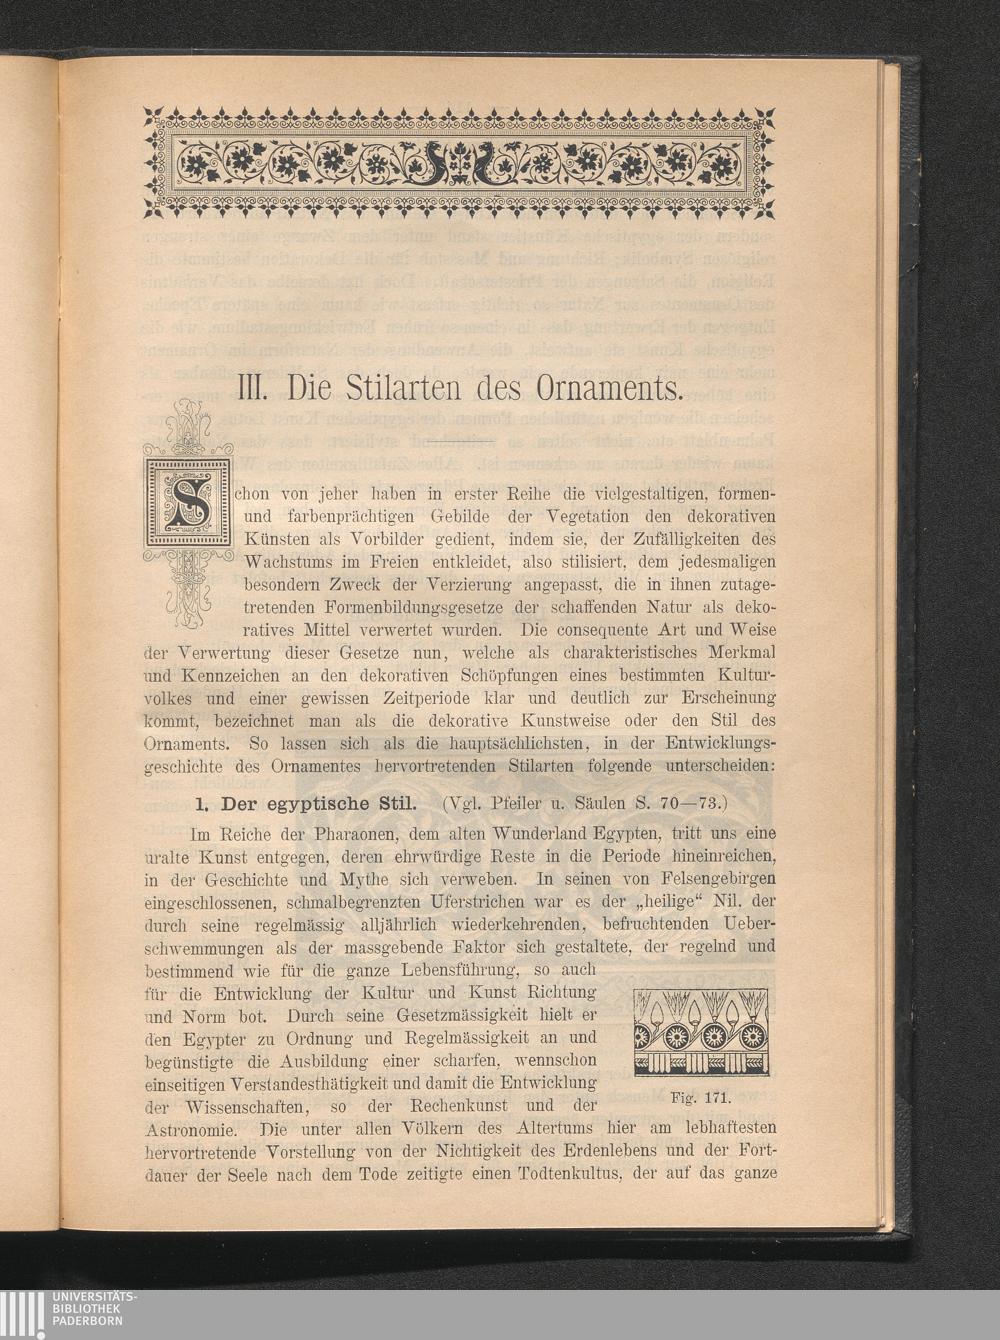 III. Die Stilarten des Ornaments.
Schon von jeher haben in erster Reihe die vielgestaltigen, formen-
und farbenprächtigen Gebilde der Vegetation den dekorativen
Künsten als Vorbilder gedient, indem sie, der Zufälligkeiten des
Wachstums im Freien entkleidet, also stilisiert, dem jedesmaligen
besondern Zweck der Verzierung angepasst, die in ihnen zutage-
tretenden Formenbildungsgesetze der schaffenden Natur als deko-
ratives Mittel verwertet wurden. Die consequente Art und Weise
der Verwertung dieser Gesetze nun, welche als charakteristisches Merkmal
und Kennzeichen an den dekorativen Schöpfungen eines bestimmten Kultur-
volkes und einer gewissen Zeitperiode klar und deutlich zur Erscheinung
kommt, bezeichnet man als die dekorative Kunstweise oder den Stil des
Ornaments. So lassen sich als die hauptsächlichsten, in der Entwicklungs-
geschichte des Ornamentes hervortretenden Stilarten folgende unterscheiden:
1. Der egyptische Stil. (Vgl. Pfeiler u. Säulen S. 70—73.)
Im Reiche der Pharaonen, dem alten Wunderland Egypten, tritt uns eine
uralte Kunst entgegen, deren ehrwürdige Reste in die Periode hineinreichen,
in der Geschichte und Mythe sich verweben. In seinen von Felsengebirgen
eingeschlossenen, schmalbegrenzten Uferstrichen war es der „heilige“ Nil, der
durch seine regelmässig alljährlich wiederkehrenden, befruchtenden Ueber-
schwemmungen als der massgebende Faktor sich gestaltete, der regelnd und
bestimmend wie für die ganze Lebensführung, so auch
für die Entwicklung der Kultur und Kunst Richtung
und Norm bot. Durch seine Gesetzmässigkeit hielt er
den Egypter zu Ordnung und Regelmässigkeit an und
begünstigte die Ausbildung einer scharfen, wennschon
einseitigen Verstandesthätigkeit und damit die Entwicklung
der Wissenschaften, so der Rechenkunst und der
Astronomie. Die unter allen Völkern des Altertums hier am lebhaftesten
hervortretende Vorstellung von der Nichtigkeit des Erdenlebens und der Fort-
dauer der Seele nach dem Tode zeitigte einen Todtenkultus, der auf das ganze
Fig. 171.
UNIVERSITÄTS-
BIBLIOTHEK
PADERBORN